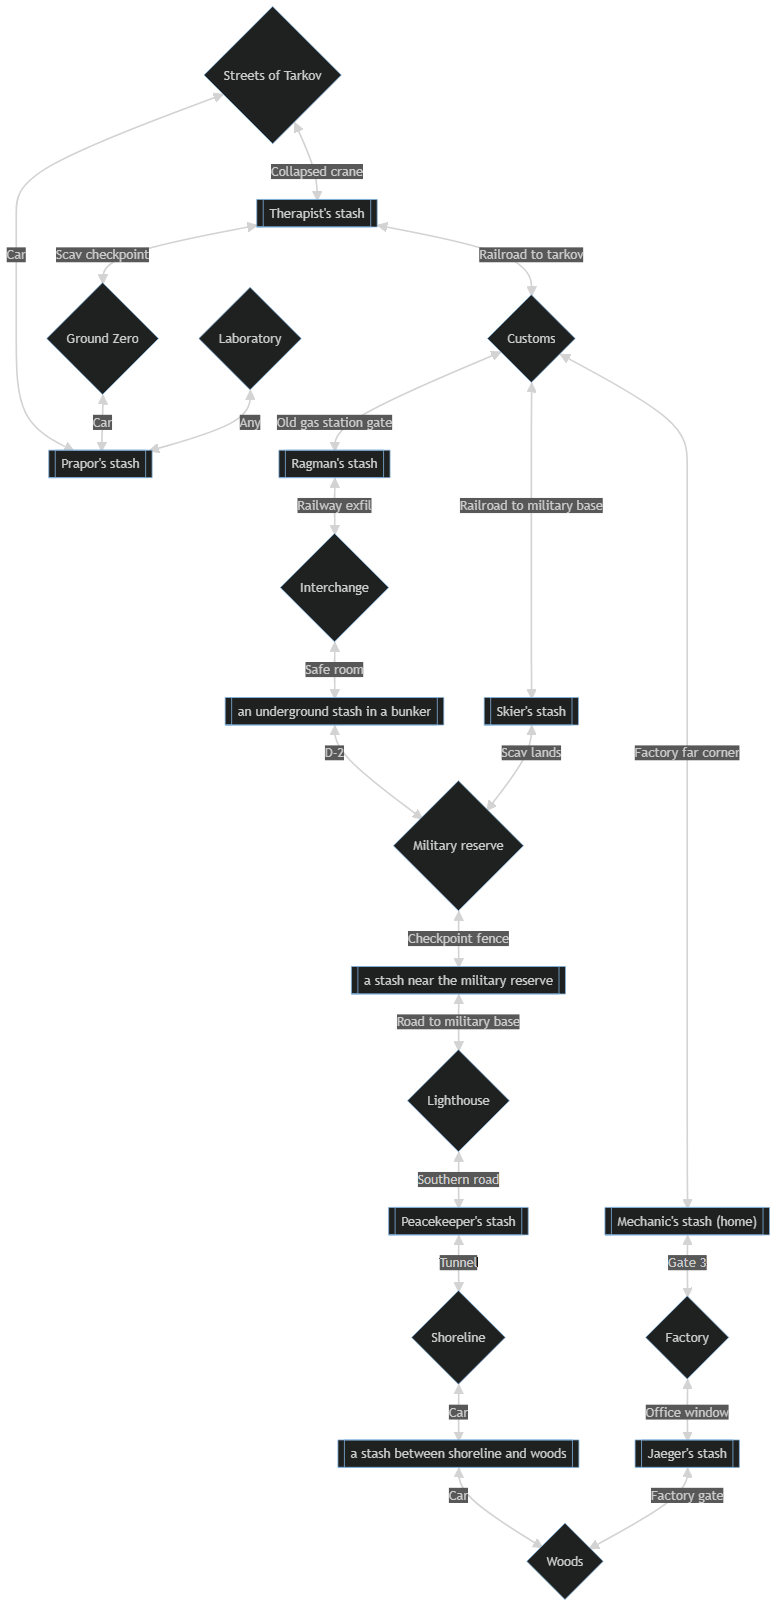 Streets of Tarkov
Collapsed crane
Therapist's stash
Car
Scav checkpoint
Railroad to tarkov
Ground Zero
Laboratory
Customs
Car
Any
Old gas station gate
Prapor's stash
Ragman's stash
Railway exfil
Railroad to military base
Interchange
Safe room
an underground stash in a bunker
Skier's stash
D-2
Scav lands
Factory far corner
Military reserve
Checkpoint fence
a stash near the military reserve
Road to military base
Lighthouse
Southern road
Peacekeeper's stash
Mechanic's stash (home)
Tunnel
Gate 3
Shoreline
Factory
Car
Office window
a stash between shoreline and woods
Jaeger's stash
Car
Factory gate
Woods